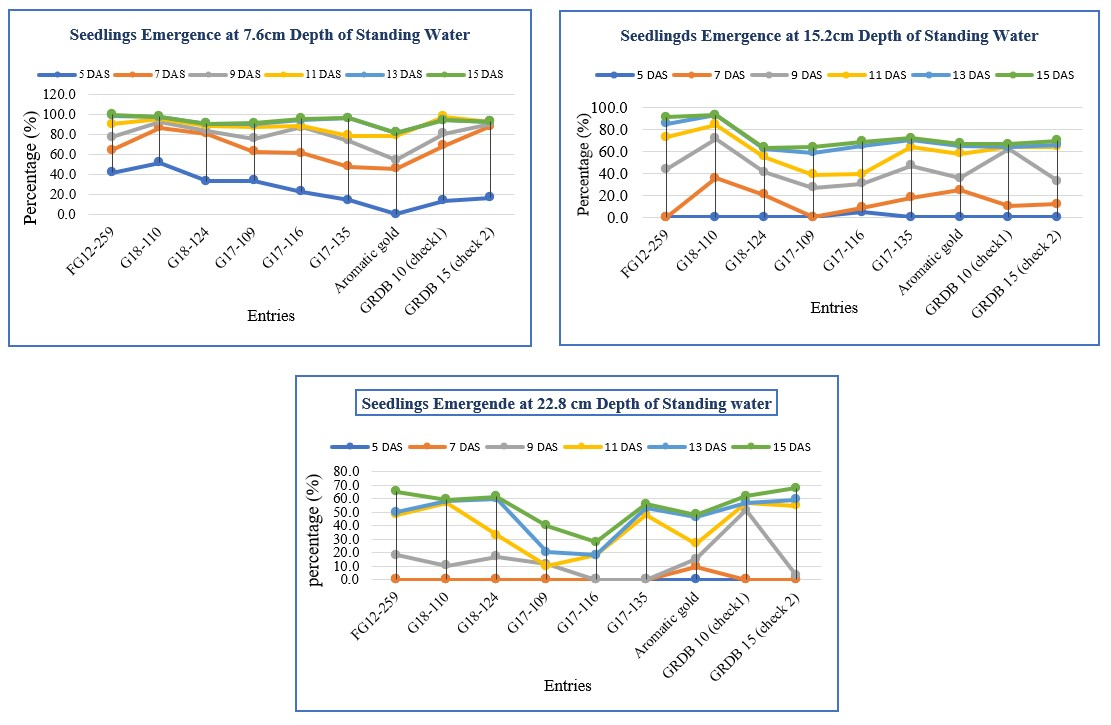 Seedlings Emergence at 7.6cm Depth of Standing Water
5 DAS 7 DAS 9 DAS 11 DAS 13 DAS 15 DAS
120.0
100.0
80.0
60.0
40.0
20.0
0.0
Percentage (%)
FG12-259
G18-110
G18-124
G17-109
G17-116
G17-135
Aromatic gold
GRDB 10 (check1)
GRDB 15 (check 2)
Entries
Seedlingds Emergence at 15.2cm Depth of Standing Water
5 DAS 7 DAS 9 DAS 11 DAS 13 DAS 15 DAS
100.0
80.0
60.0
40.0
20.0
0.0
Percentage (%)
FG12-259
G18-110
G18-124
G17-109
G17-116
G17-135
Aromatic gold
GRDB 10 (check1)
GRDB 15 (check 2)
Entries
Seedlings Emergende at 22.8 cm Depth of Standing water
5 DAS 7 DAS 9 DAS 11 DAS 13 DAS 15 DAS
80.0
70.0
60.0
50.0
40.0
30.0
20.0
10.0
0.0
percentage (%)
FG12-259
G18-110
G18-124
G17-109
G17-116
G17-135
Aromatic gold
GRDB 10 (check1)
GRDB 15 (check 2)
Entries